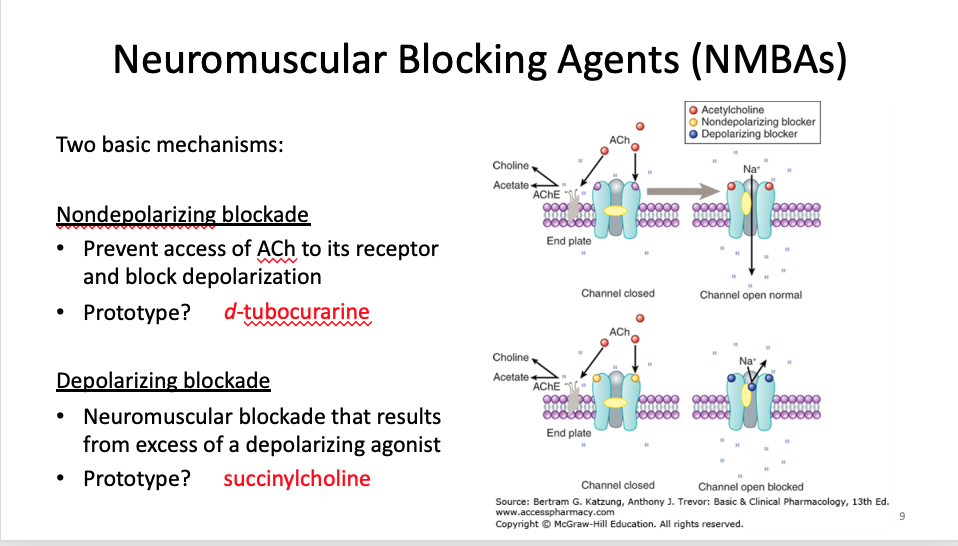 Neuromuscular Blocking Agents (NMBAs)
Two basic mechanisms:
Nondepolarizing blockade
• Prevent access of ACh to its receptor
and block depolarization
• Prototype? d-tubocurarine
Depolarizing blockade
• Neuromuscular blockade that results
from excess of a depolarizing agonist
• Prototype? succinylcholine
Acetylcholine
Nondepolarizing blocker
Depolarizing blocker
ACh
Choline
Acetate
AChE
Na+
End plate
Channel closed
Channel open normal
ACh
Choline
Acetate
AChE
Na+
End plate
Channel closed
Channel open blocked
Source: Bertram G. Katzung, Anthony J. Trevor: Basic & Clinical Pharmacology, 13th Ed.
www.accesspharmacy.com
Copyright © McGraw-Hill Education. All rights reserved.
9